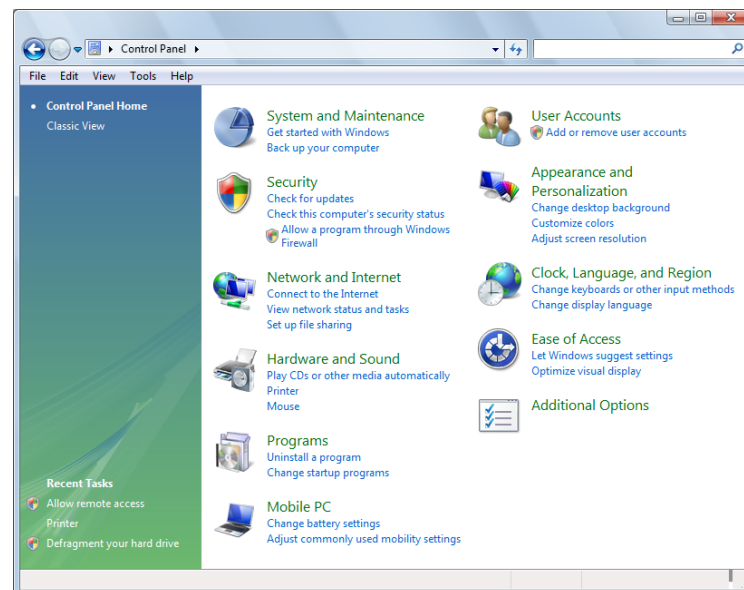 Control Panel
File Edit View Tools Help
Control Panel Home
Classic View
System and Maintenance
Get started with Windows
Back up your computer
Security
Check for updates
Check this computer's security status
Allow a program through Windows
Firewall
Network and Internet
Connect to the Internet
View network status and tasks
Set up file sharing
Hardware and Sound
Play CDs or other media automatically
Printer
Mouse
Programs
Uninstall a program
Change startup programs
Mobile PC
Change battery settings
Adjust commonly used mobility settings
User Accounts
Add or remove user accounts
Appearance and
Personalization
Change desktop background
Customize colors
Adjust screen resolution
Clock, Language, and Region
Change keyboards or other input methods
Change display language
Ease of Access
Let Windows suggest settings
Optimize visual display
Additional Options
Recent Tasks
Allow remote access
Printer
Defragment your hard drive